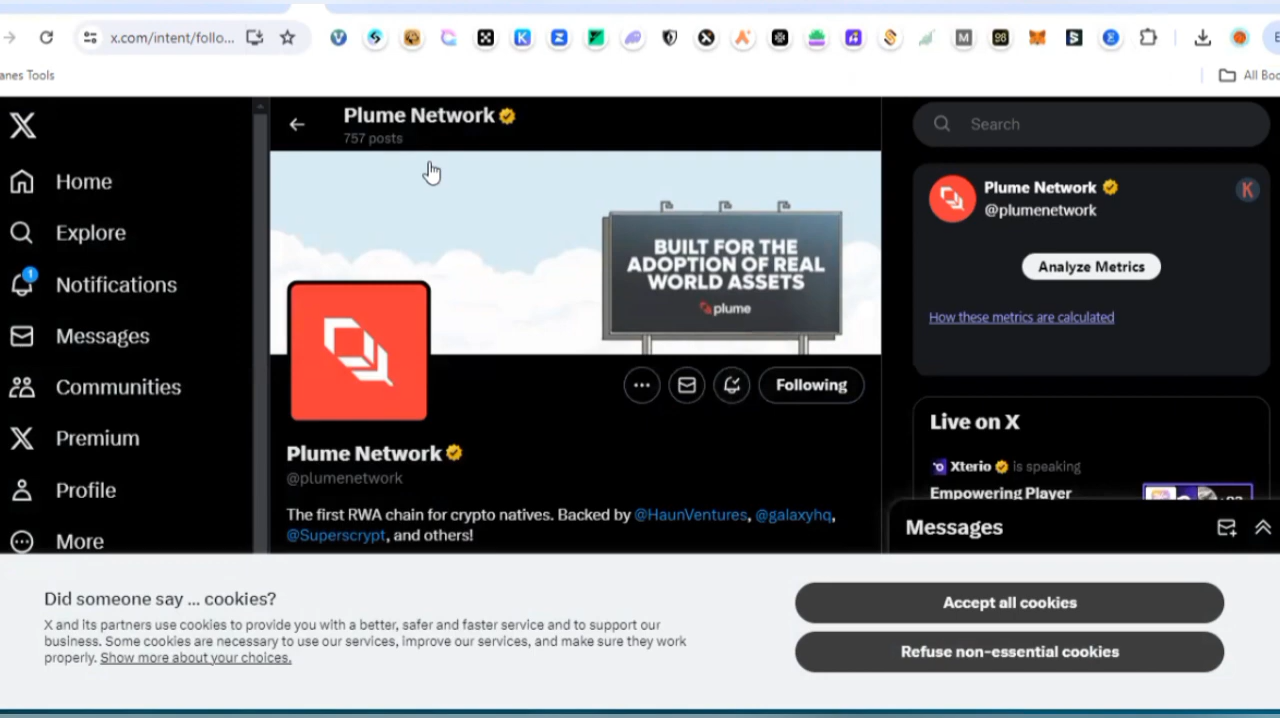 x.com/intent/follo...
anes Tools
All Boo
Plume Network
757 posts
Home
Explore
1
Notifications
Messages
Communities
Premium
Profile
More
BUILT FOR THE
ADOPTION OF REAL
WORLD ASSETS
plume
Following
Plume Network
@plumenetwork
The first RWA chain for crypto natives. Backed by @HaunVentures, @galaxyhq,
@Superscrypt, and others!
Search
Plume Network
@plumenetwork
K
Analyze Metrics
How these metrics are calculated
Live on X
Xterio is speaking
Empowering Player
Messages
Did someone say ... cookies?
X and its partners use cookies to provide you with a better, safer and faster service and to support our
business. Some cookies are necessary to use our services, improve our services, and make sure they work
properly. Show more about your choices.
Accept all cookies
Refuse non-essential cookies